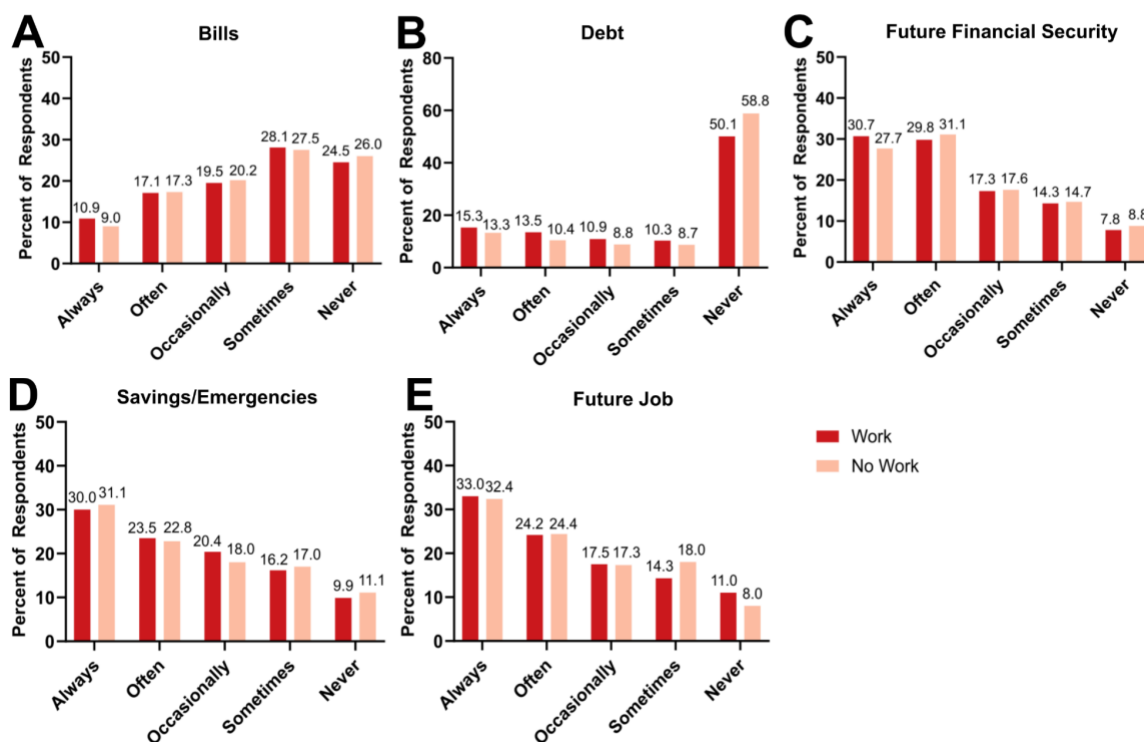 A
Bills
Percent of Respondents
50
40
30
20
10
0
10.9
9.0
17.1
17.3
19.5
20.2
28.1
27.5
24.5
26.0
Always
Often
Occasionally
Sometimes
Never
B
Debt
Percent of Respondents
80
60
40
20
0
15.3
13.3
13.5
10.4
10.9
8.8
10.3
8.7
50.1
58.8
Always
Often
Occasionally
Sometimes
Never
C
Future Financial Security
Percent of Respondents
50
40
30
20
10
0
30.7
27.7
29.8
31.1
17.3
17.6
14.3
14.7
7.8
8.8
Always
Often
Occasionally
Sometimes
Never
D
Savings/Emergencies
Percent of Respondents
50
40
30
20
10
0
30.0
31.1
23.5
22.8
20.4
18.0
16.2
17.0
9.9
11.1
Always
Often
Occasionally
Sometimes
Never
E
Future Job
Percent of Respondents
50
40
30
20
10
0
33.0
32.4
24.2
24.4
17.5
17.3
14.3
18.0
11.0
8.0
Always
Often
Occasionally
Sometimes
Never
Work
No Work